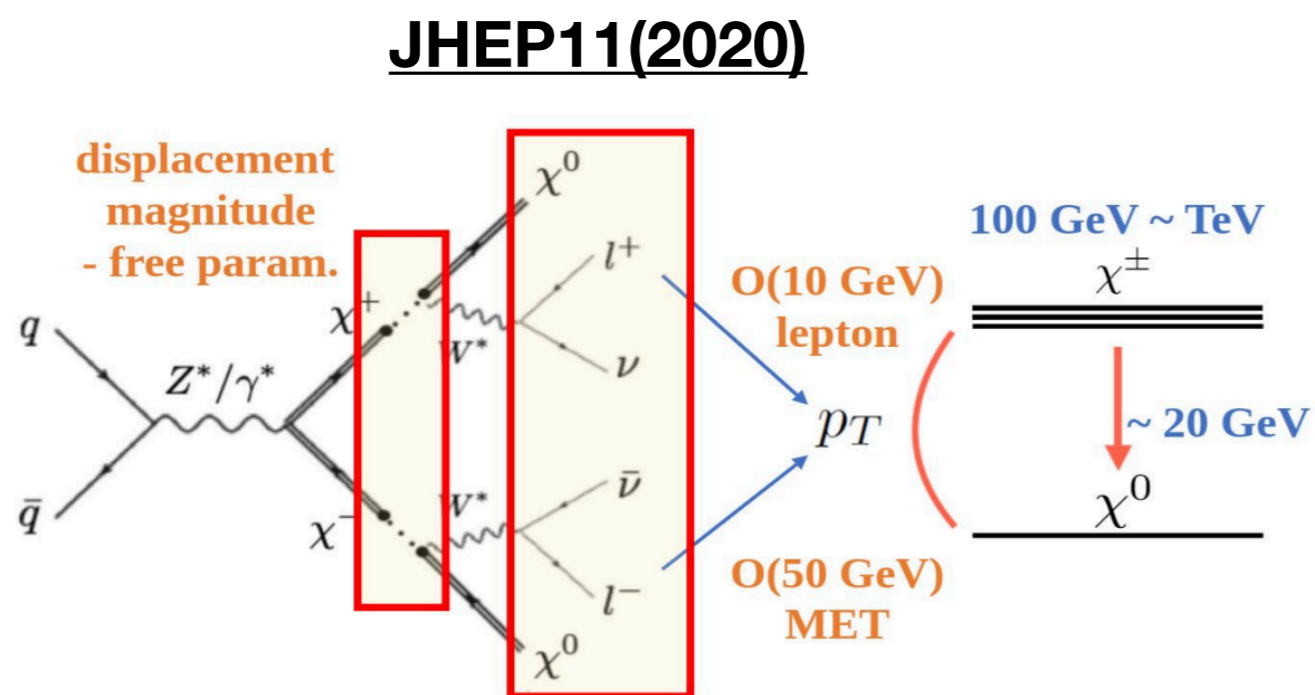 JHEP11(2020)
displacement
magnitude
- free param.
q
q̄
Z*/γ*
χ⁺
χ⁻
W*
W*
χ⁰
l⁺
ν
ν̄
l⁻
χ⁰
O(10 GeV)
lepton
p_T
O(50 GeV)
MET
100 GeV ~ TeV
χ±
~ 20 GeV
χ⁰